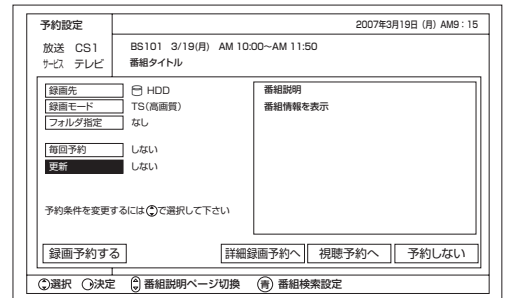 予約設定 2007年3月19日 (月) AM9：15
放送 CS1 BS101 3/19(月) AM 10:00~AM 11:50
サービス テレビ 番組タイトル
録画先 HDD
録画モード TS(高画質)
フォルダ指定 なし
毎回予約 しない
更新 しない
予約条件を変更するには で選択して下さい
番組説明
番組情報を表示
録画予約する 詳細録画予約へ 視聴予約へ 予約しない
選択 決定 番組説明ページ切換 青 番組検索設定